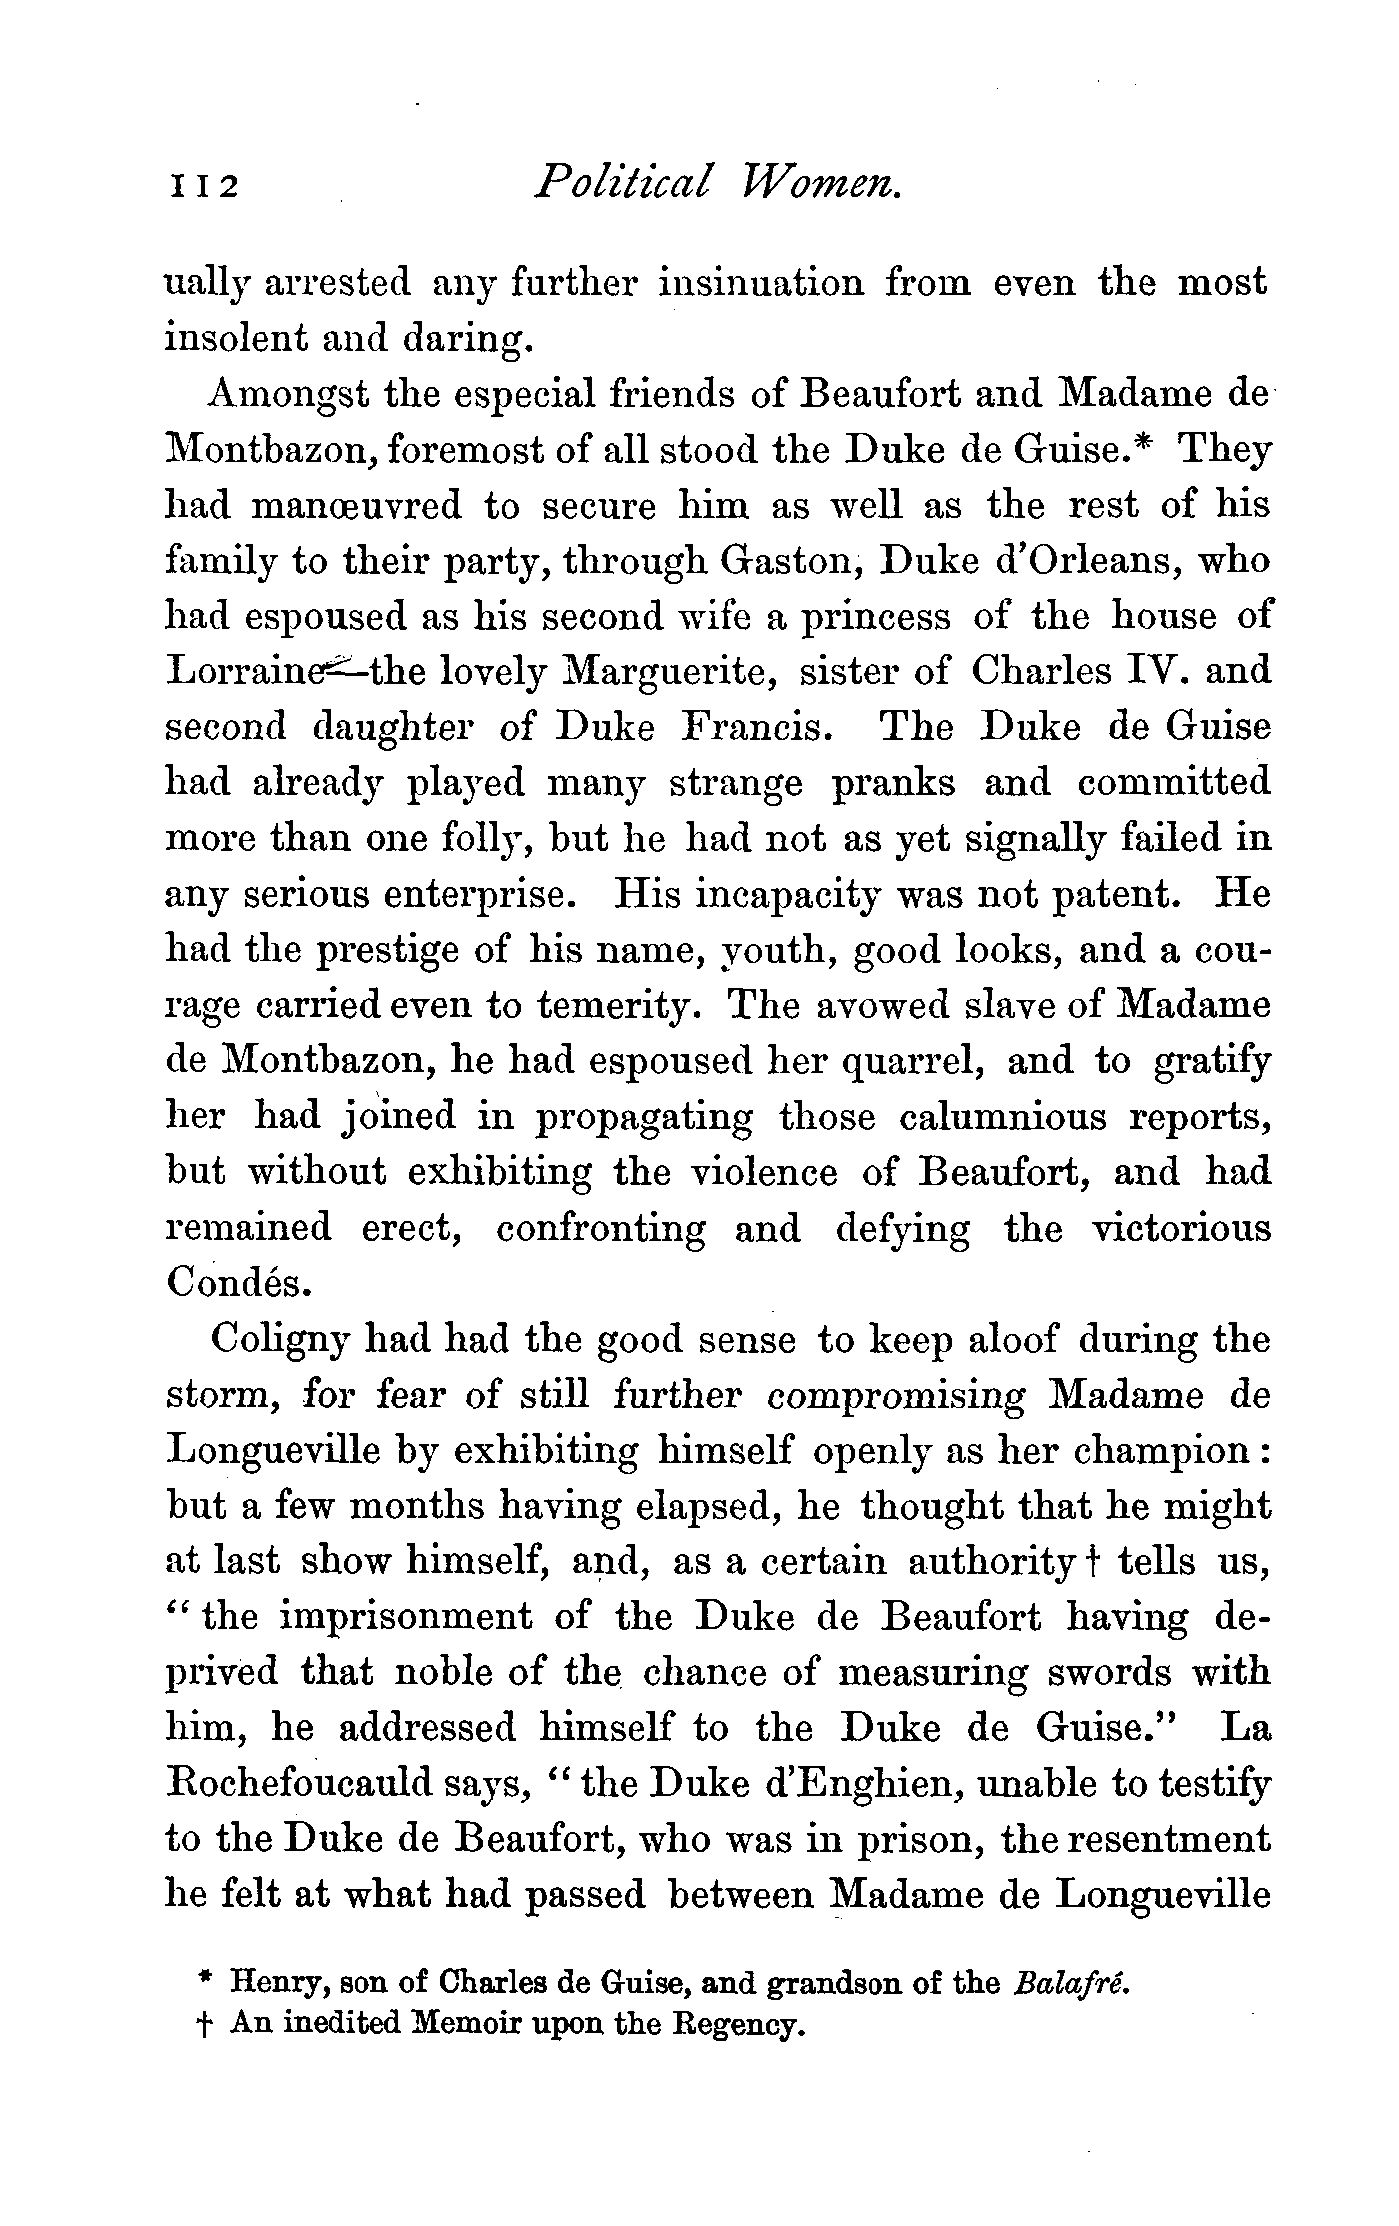 112 Political Women.
ually arrested any further insinuation from even the most
insolent and daring.
Amongst the especial friends of Beaufort and Madame de
Montbazon, foremost of all stood the Duke de Guise.* They
had manœuvred to secure him as well as the rest of his
family to their party, through Gaston, Duke d'Orleans, who
had espoused as his second wife a princess of the house of
Lorraine—the lovely Marguerite, sister of Charles IV. and
second daughter of Duke Francis. The Duke de Guise
had already played many strange pranks and committed
more than one folly, but he had not as yet signally failed in
any serious enterprise. His incapacity was not patent. He
had the prestige of his name, youth, good looks, and a cou-
rage carried even to temerity. The avowed slave of Madame
de Montbazon, he had espoused her quarrel, and to gratify
her had joined in propagating those calumnious reports,
but without exhibiting the violence of Beaufort, and had
remained erect, confronting and defying the victorious
Condés.
Coligny had had the good sense to keep aloof during the
storm, for fear of still further compromising Madame de
Longueville by exhibiting himself openly as her champion :
but a few months having elapsed, he thought that he might
at last show himself, and, as a certain authority † tells us,
“ the imprisonment of the Duke de Beaufort having de-
prived that noble of the chance of measuring swords with
him, he addressed himself to the Duke de Guise.” La
Rochefoucauld says, “ the Duke d'Enghien, unable to testify
to the Duke de Beaufort, who was in prison, the resentment
he felt at what had passed between Madame de Longueville
* Henry, son of Charles de Guise, and grandson of the Balafré.
† An inedited Memoir upon the Regency.